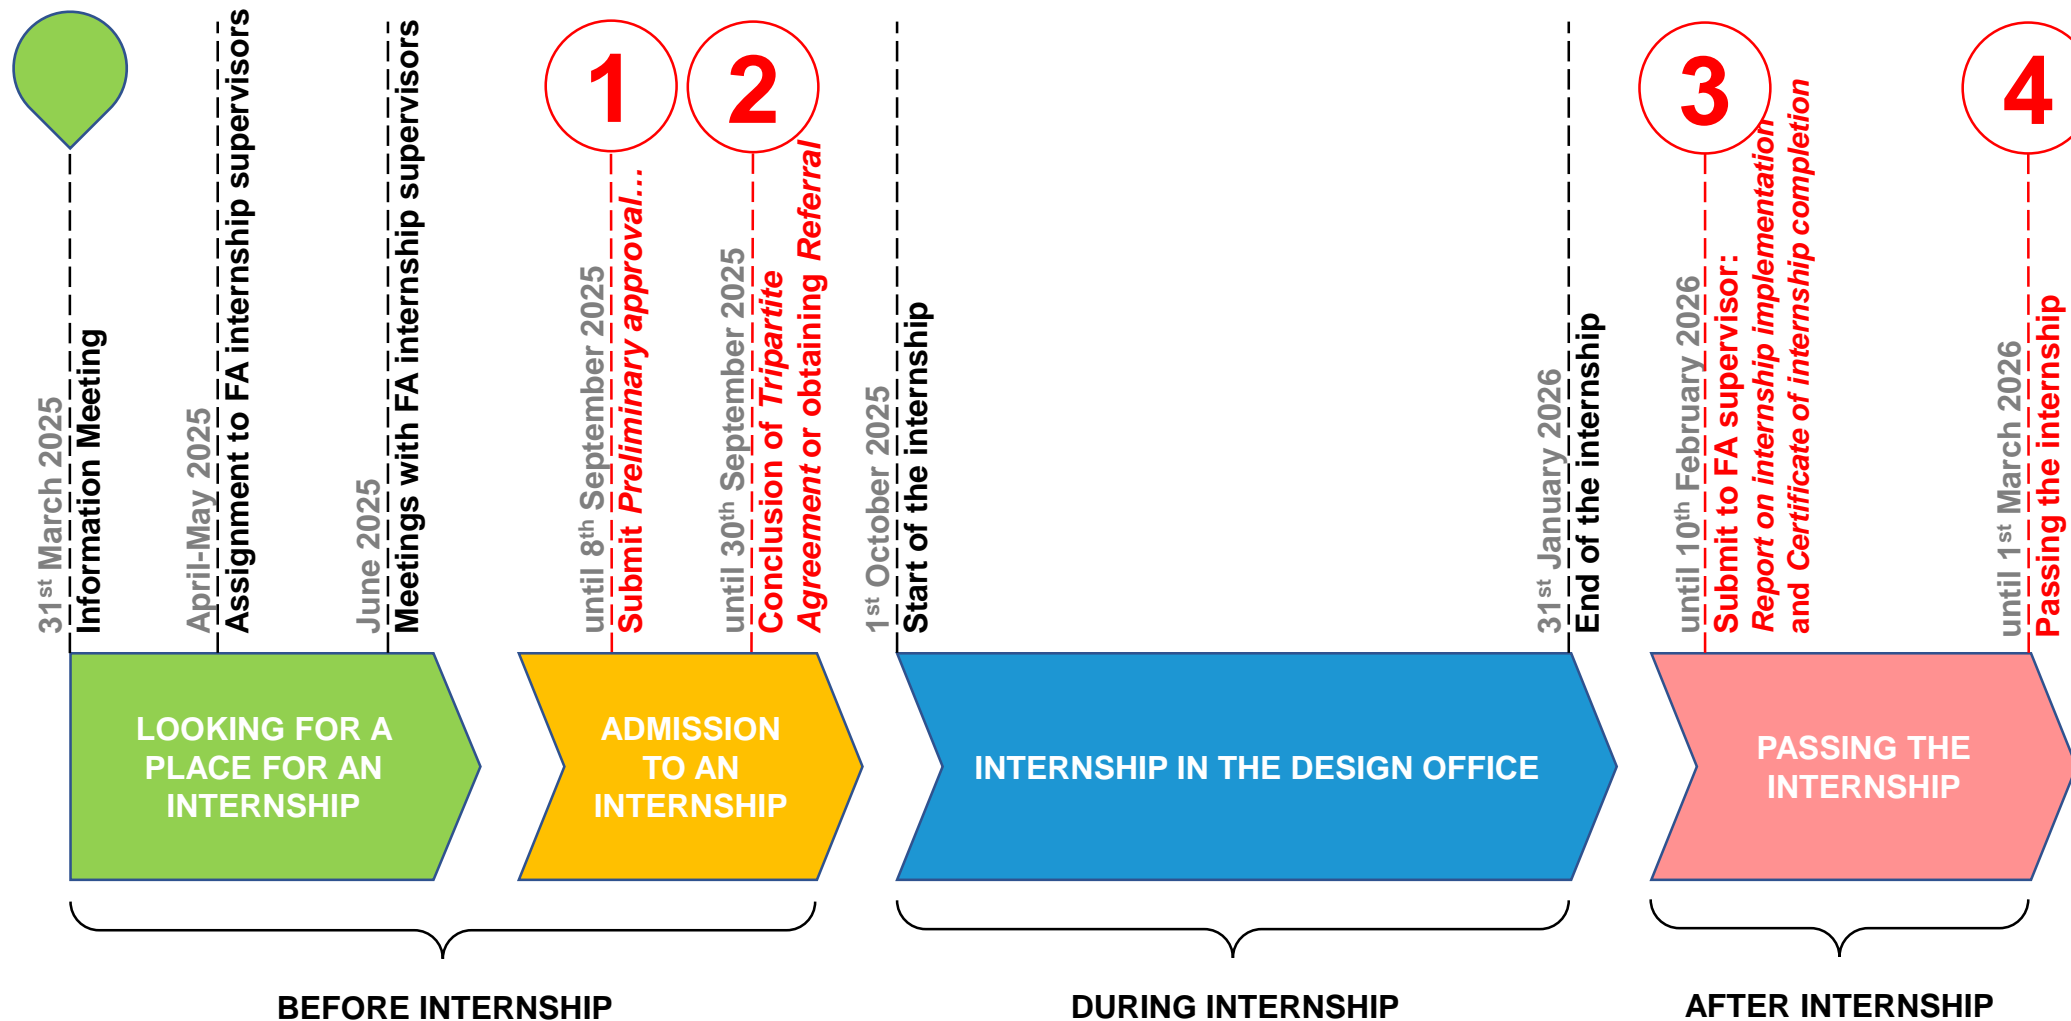 31st March 2025
Information Meeting
April-May 2025
Assignment to FA internship supervisors
June 2025
Meetings with FA internship supervisors
1
until 8th September 2025
Submit Preliminary approval...
2
until 30th September 2025
Conclusion of Tripartite
Agreement or obtaining Referral
1st October 2025
Start of the internship
31st January 2026
End of the internship
3
until 10th February 2026
Submit to FA supervisor:
Report on internship implementation
and Certificate of internship completion
4
until 1st March 2026
Passing the internship
LOOKING FOR A
PLACE FOR AN
INTERNSHIP
ADMISSION
TO AN
INTERNSHIP
INTERNSHIP IN THE DESIGN OFFICE
PASSING THE
INTERNSHIP
BEFORE INTERNSHIP
DURING INTERNSHIP
AFTER INTERNSHIP